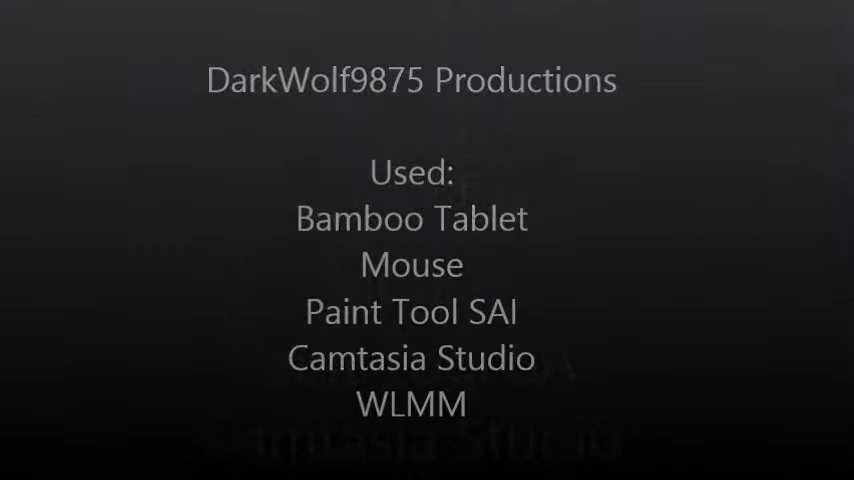 DarkWolf9875 Productions
Used:
Bamboo Tablet
Mouse
Paint Tool SAI
Camtasia Studio
WLMM